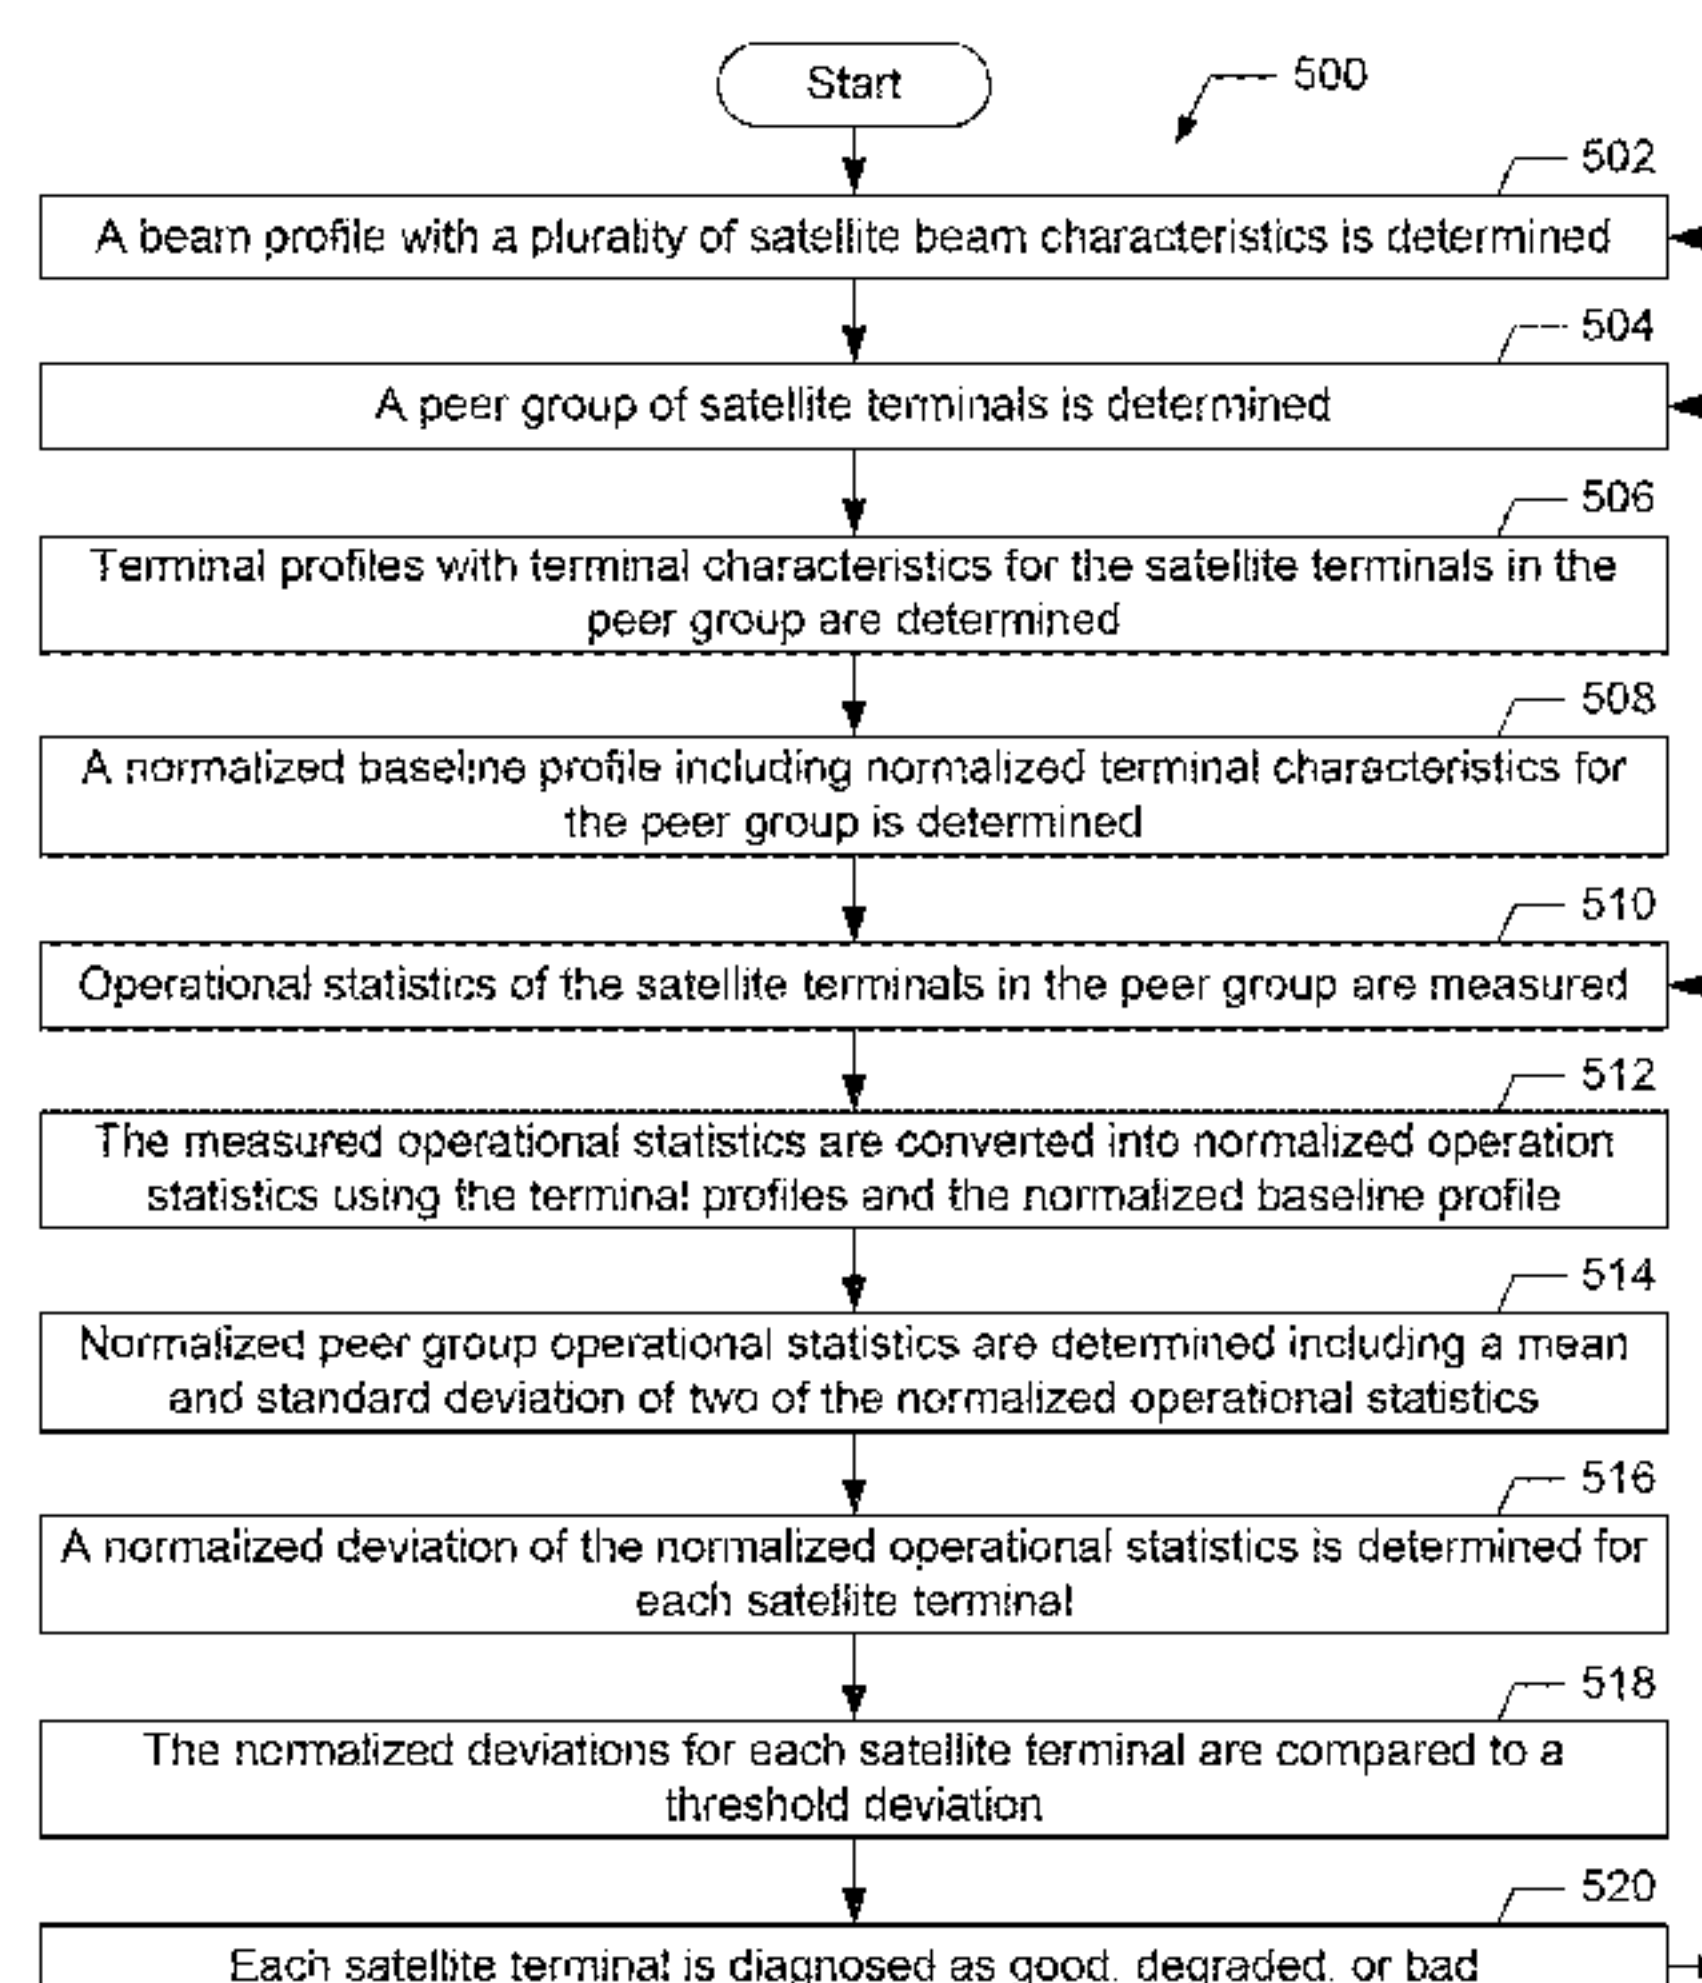 Start
500
502
A beam profile with a plurality of satellite beam characteristics is determined
504
A peer group of satellite terminals is determined
506
Terminal profiles with terminal characteristics for the satellite terminals in the
peer group are determined
508
A normalized baseline profile including normalized terminal characteristics for
the peer group is determined
510
Operational statistics of the satellite terminals in the peer group are measured
512
The measured operational statistics are converted into normalized operation
statistics using the terminal profiles and the normalized baseline profile
514
Normalized peer group operational statistics are determined including a mean
and standard deviation of two of the normalized operational statistics
516
A normalized deviation of the normalized operational statistics is determined for
each satellite terminal
518
The normalized deviations for each satellite terminal are compared to a
threshold deviation
520
Each satellite terminal is diagnosed as good, degraded, or bad